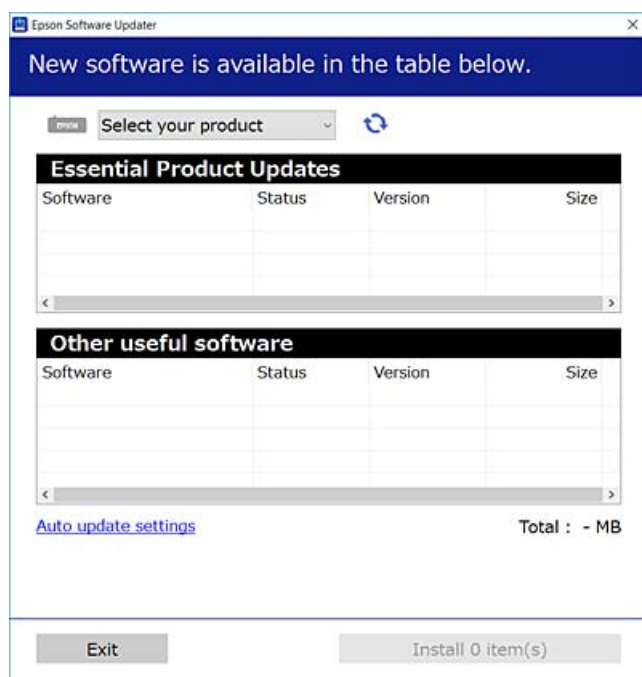 Epson Software Updater
New software is available in the table below.
EPSON Select your product
Essential Product Updates
Software Status Version Size
Other useful software
Software Status Version Size
Auto update settings Total : - MB
Exit Install 0 item(s)